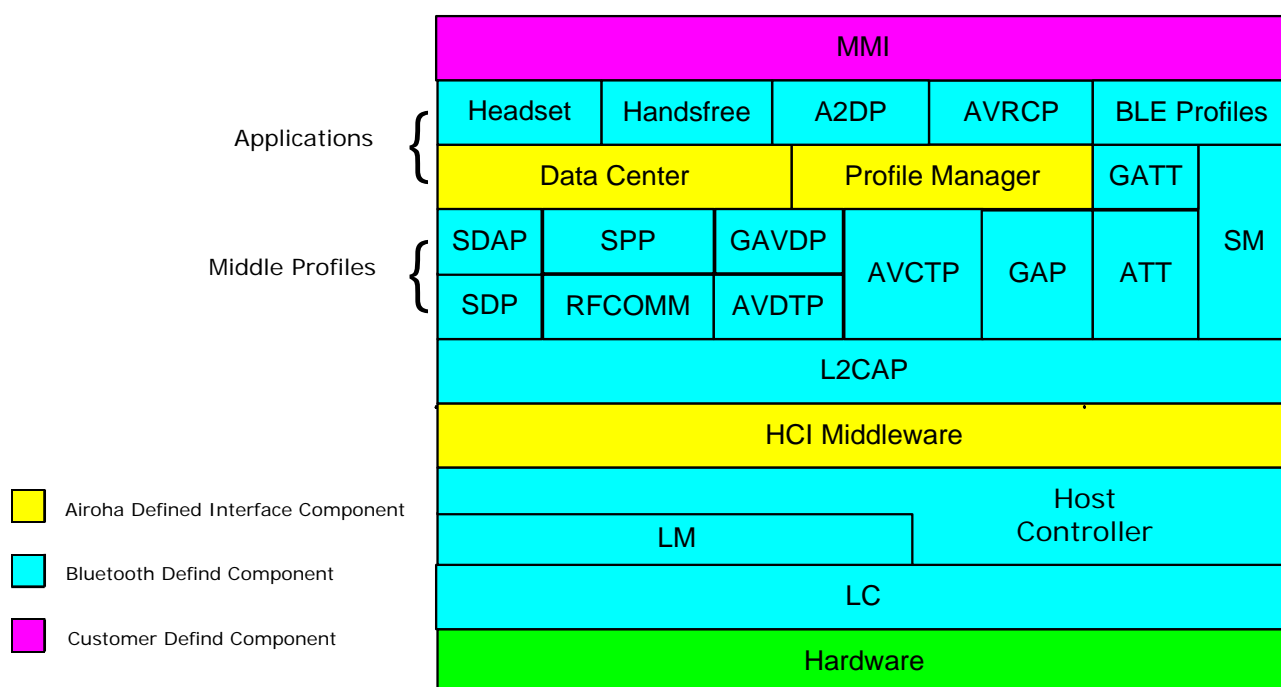 MMI
Headset
Handsfree
A2DP
AVRCP
BLE Profiles
Applications
{
Data Center
Profile Manager
GATT
SDAP
SPP
GAVDP
AVCTP
GAP
ATT
SM
Middle Profiles
{
SDP
RFCOMM
AVDTP
L2CAP
HCI Middleware
Host
Controller
LM
LC
Hardware
Airoha Defined Interface Component
Bluetooth Defind Component
Customer Defind Component